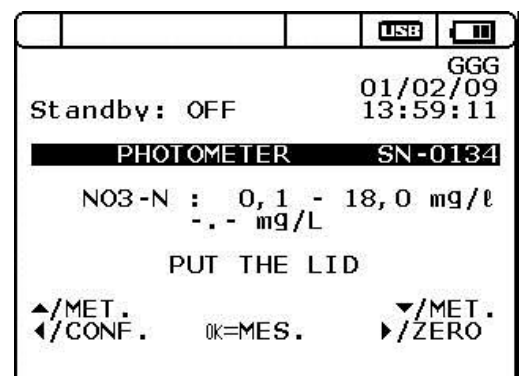 USB
GGG
01/02/09
Standby: OFF 13:59:11
PHOTOMETER SN-0134
NO3-N : 0,1 - 18,0 mg/ℓ
-.- mg/L
PUT THE LID
▲/MET. ▼/MET.
◀/CONF. OK=MES. ▶/ZERO